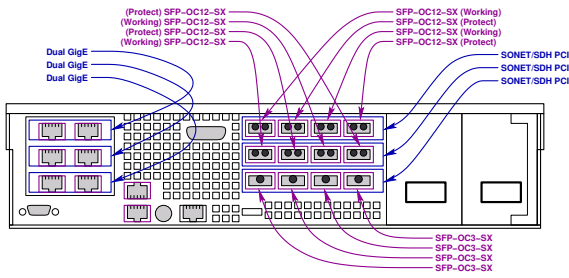 (Protect) SFP-OC12-SX
(Working) SFP-OC12-SX
(Protect) SFP-OC12-SX
(Working) SFP-OC12-SX
SFP-OC12-SX (Working)
SFP-OC12-SX (Protect)
SFP-OC12-SX (Working)
SFP-OC12-SX (Protect)
Dual GigE
Dual GigE
Dual GigE
SONET/SDH PCI
SONET/SDH PCI
SONET/SDH PCI
SFP-OC3-SX
SFP-OC3-SX
SFP-OC3-SX
SFP-OC3-SX